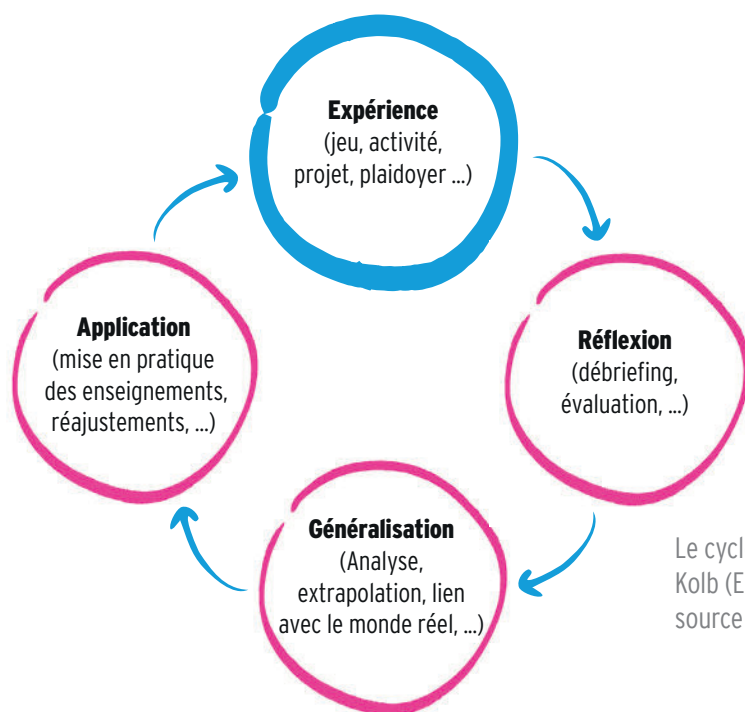 Expérience
(jeu, activité,
projet, plaidoyer ...)
Réflexion
(débriefing,
évaluation, ...)
Généralisation
(Analyse,
extrapolation, lien
avec le monde réel, ...)
Application
(mise en pratique
des enseignements,
réajustements, ...)
Le cycl
Kolb (E
source